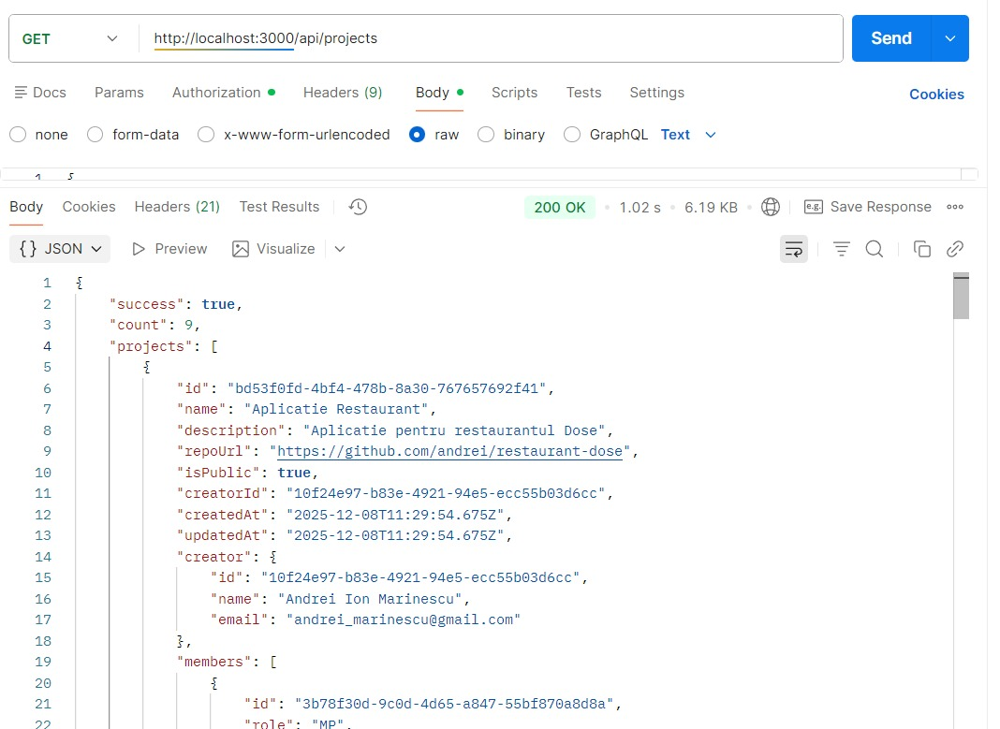 GET http://localhost:3000/api/projects Send
Docs Params Authorization Headers (9) Body Scripts Tests Settings Cookies
none form-data x-www-form-urlencoded raw binary GraphQL Text
1 {
Body Cookies Headers (21) Test Results 200 OK • 1.02 s • 6.19 KB • e.g. Save Response
{} JSON Preview Visualize
1 {
2 "success": true,
3 "count": 9,
4 "projects": [
5 {
6 "id": "bd53f0fd-4bf4-478b-8a30-767657692f41",
7 "name": "Aplicatie Restaurant",
8 "description": "Aplicatie pentru restaurantul Dose",
9 "repoUrl": "https://github.com/andrei/restaurant-dose",
10 "isPublic": true,
11 "creatorId": "10f24e97-b83e-4921-94e5-ecc55b03d6cc",
12 "createdAt": "2025-12-08T11:29:54.675Z",
13 "updatedAt": "2025-12-08T11:29:54.675Z",
14 "creator": {
15 "id": "10f24e97-b83e-4921-94e5-ecc55b03d6cc",
16 "name": "Andrei Ion Marinescu",
17 "email": "andrei_marinescu@gmail.com"
18 },
19 "members": [
20 {
21 "id": "3b78f30d-9c0d-4d65-a847-55bf870a8d8a",
22 "role": "MP",